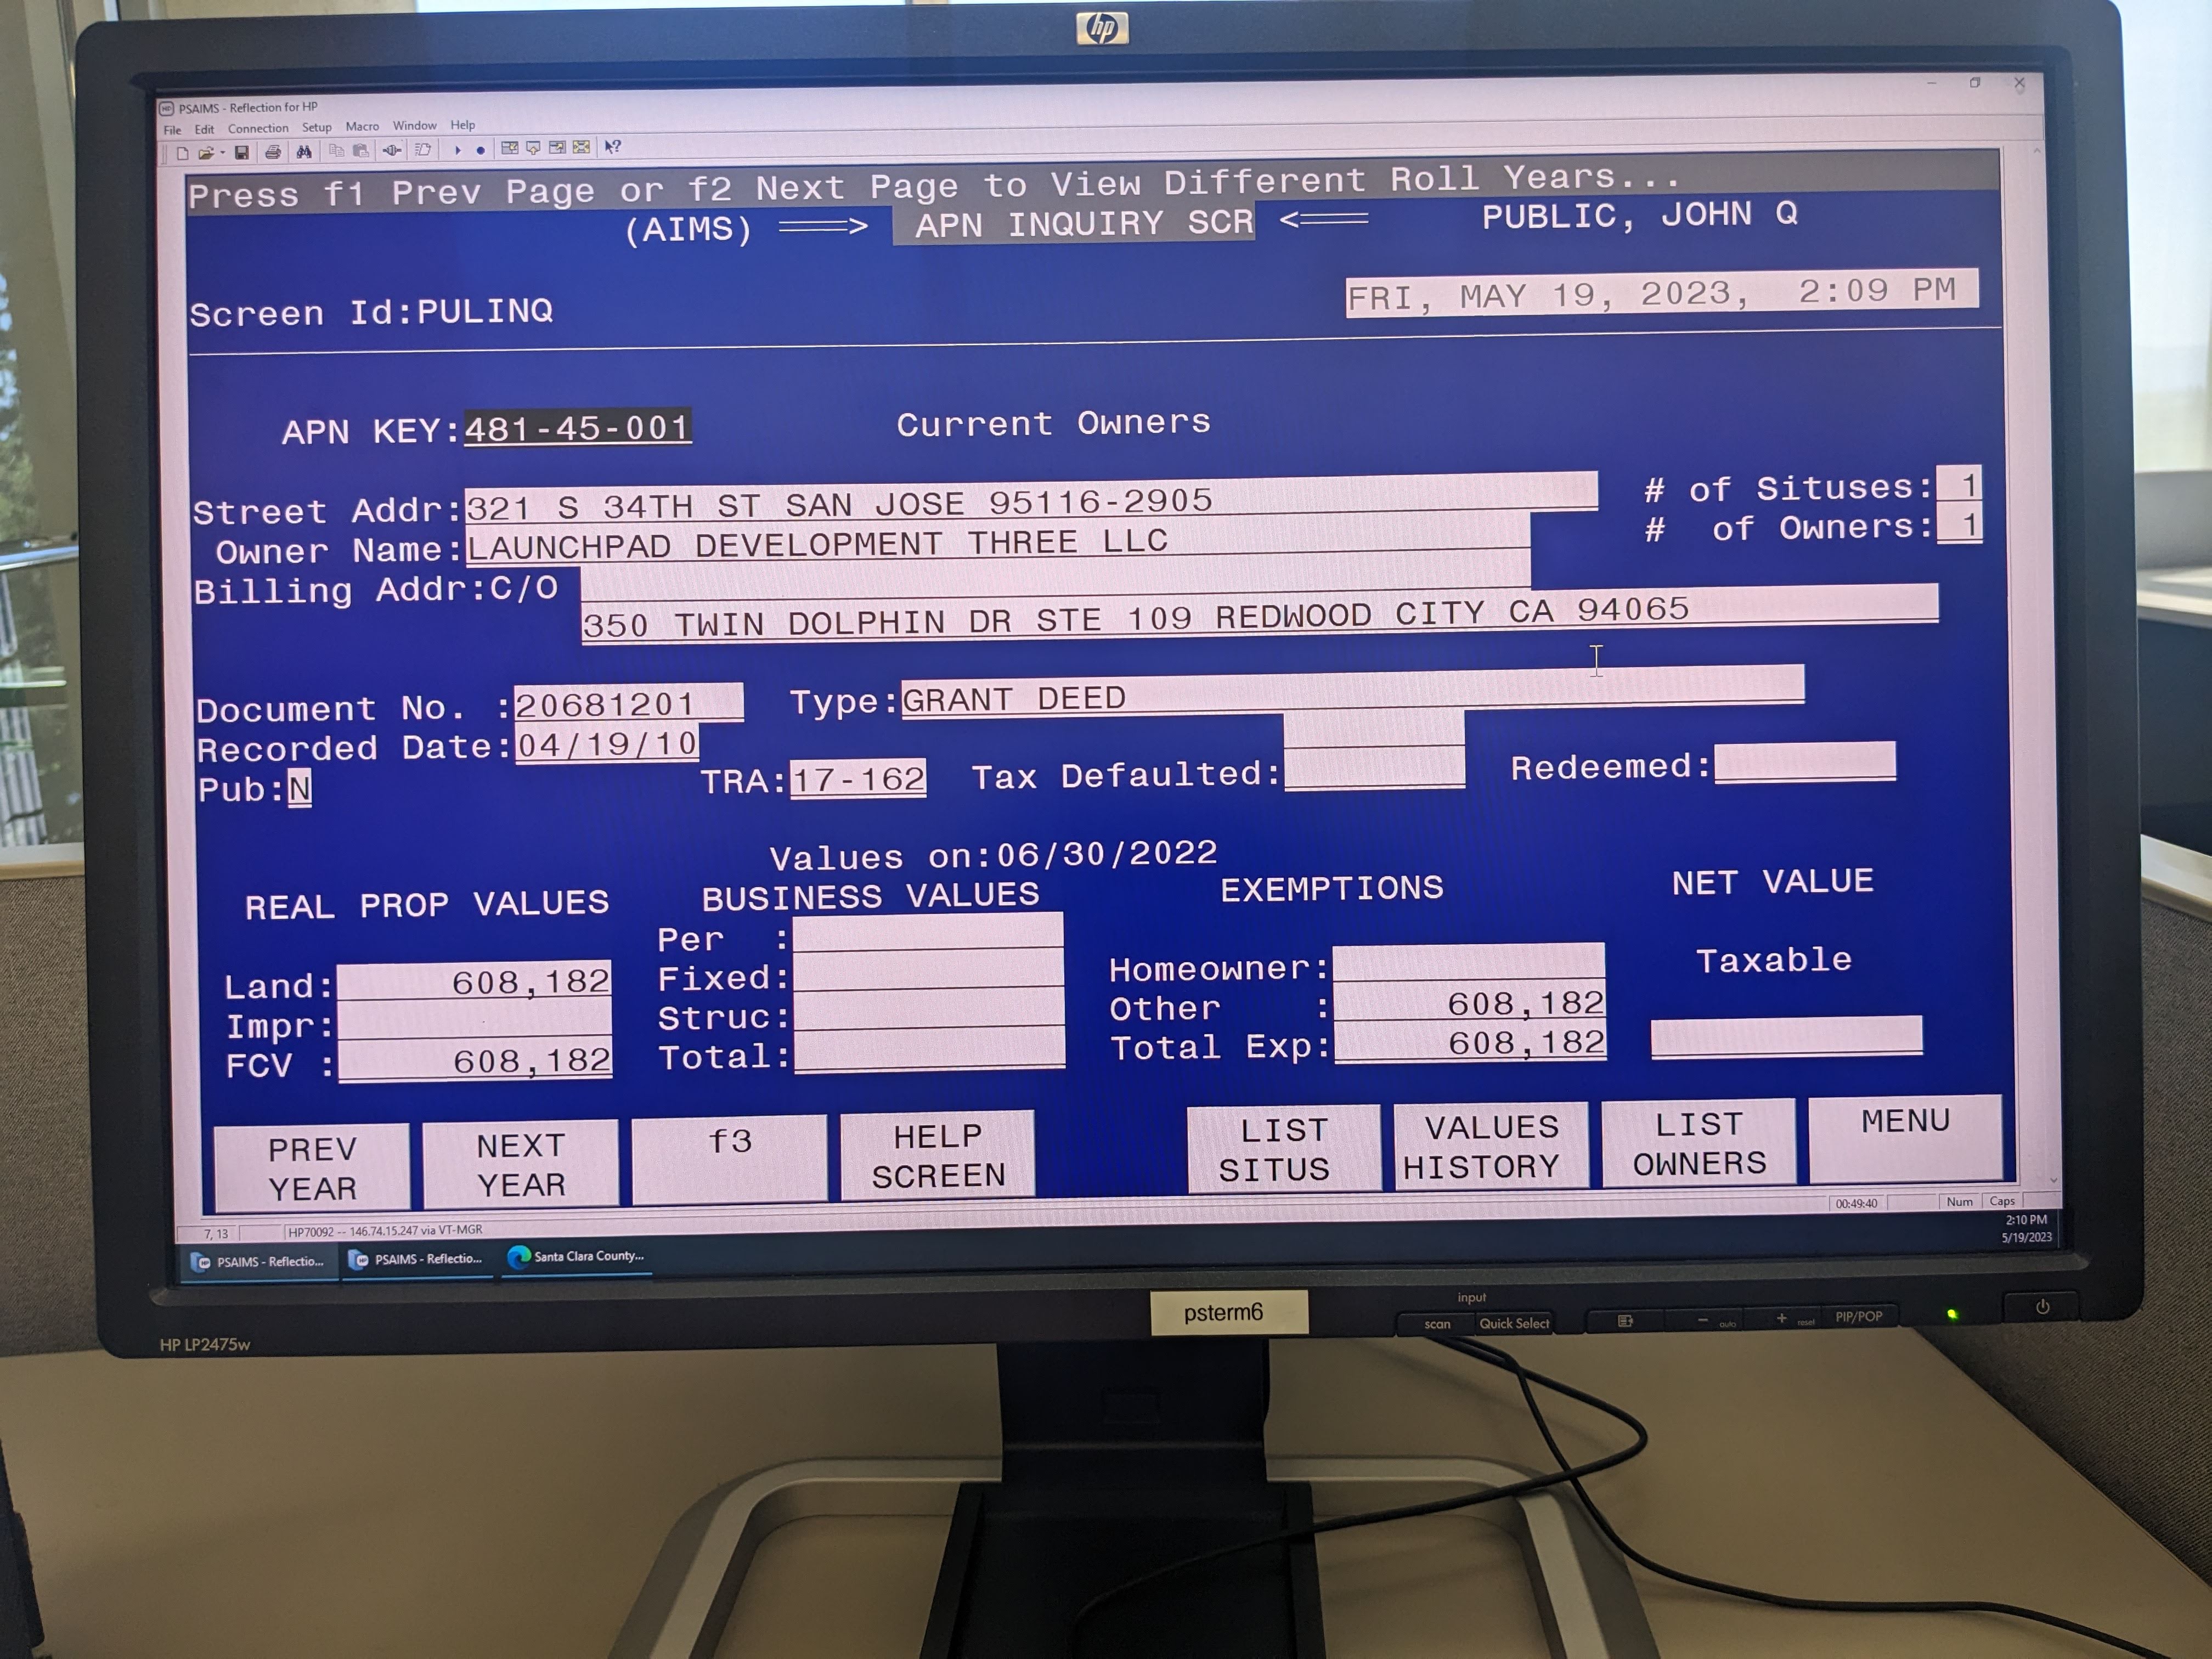 hp
PSAIMS - Reflection for HP
File Edit Connection Setup Macro Window Help
Press f1 Prev Page or f2 Next Page to View Different Roll Years...
(AIMS) ===> APN INQUIRY SCR <=== PUBLIC, JOHN Q
Screen Id:PULINQ FRI, MAY 19, 2023, 2:09 PM
APN KEY:481-45-001 Current Owners
Street Addr:321 S 34TH ST SAN JOSE 95116-2905 # of Situses: 1
Owner Name:LAUNCHPAD DEVELOPMENT THREE LLC # of Owners: 1
Billing Addr:C/O
350 TWIN DOLPHIN DR STE 109 REDWOOD CITY CA 94065
Document No. :20681201 Type:GRANT DEED
Recorded Date:04/19/10
Pub:N TRA:17-162 Tax Defaulted: Redeemed:
Values on:06/30/2022
REAL PROP VALUES BUSINESS VALUES EXEMPTIONS NET VALUE
Per :
Land: 608,182 Fixed: Homeowner: Taxable
Impr: Struc: Other : 608,182
FCV : 608,182 Total: Total Exp: 608,182
PREV YEAR NEXT YEAR f3 HELP SCREEN LIST SITUS VALUES HISTORY LIST OWNERS MENU
7, 13 HP70092 -- 146.74.15.247 via VT-MGR 00:49:40 Num Caps
PSAIMS - Reflectio... PSAIMS - Reflectio... Santa Clara County... 2:10 PM
5/19/2023
HP LP2475w psterm6 input
scan Quick Select - auto + reset PIP/POP